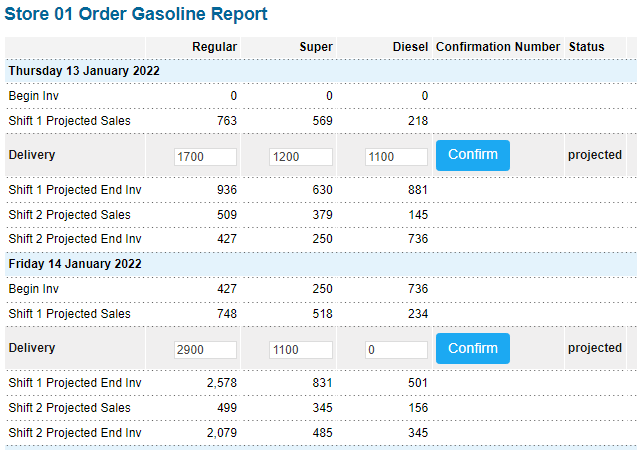 Store 01 Order Gasoline Report
Regular Super Diesel Confirmation Number Status
Thursday 13 January 2022
Begin Inv 0 0 0
Shift 1 Projected Sales 763 569 218
Delivery 1700 1200 1100 Confirm projected
Shift 1 Projected End Inv 936 630 881
Shift 2 Projected Sales 509 379 145
Shift 2 Projected End Inv 427 250 736
Friday 14 January 2022
Begin Inv 427 250 736
Shift 1 Projected Sales 748 518 234
Delivery 2900 1100 0 Confirm projected
Shift 1 Projected End Inv 2,578 831 501
Shift 2 Projected Sales 499 345 156
Shift 2 Projected End Inv 2,079 485 345